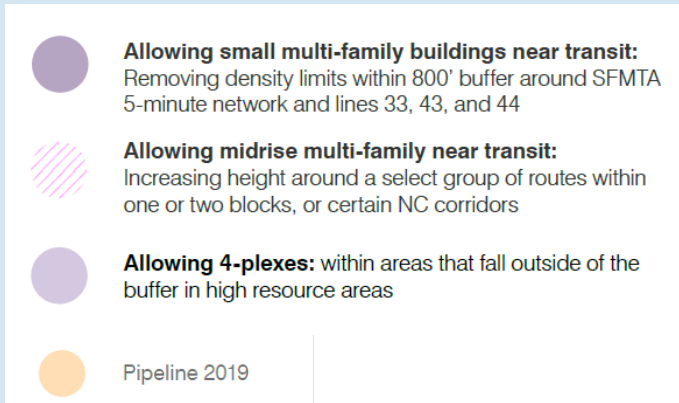 Allowing small multi-family buildings near transit:
Removing density limits within 800' buffer around SFMTA
5-minute network and lines 33, 43, and 44
Allowing midrise multi-family near transit:
Increasing height around a select group of routes within
one or two blocks, or certain NC corridors
Allowing 4-plexes: within areas that fall outside of the
buffer in high resource areas
Pipeline 2019